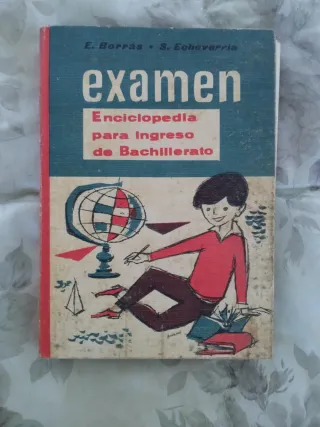 E. Borrás • S. Echeverría
examen
Enciclopedia
para ingreso
de Bachillerato